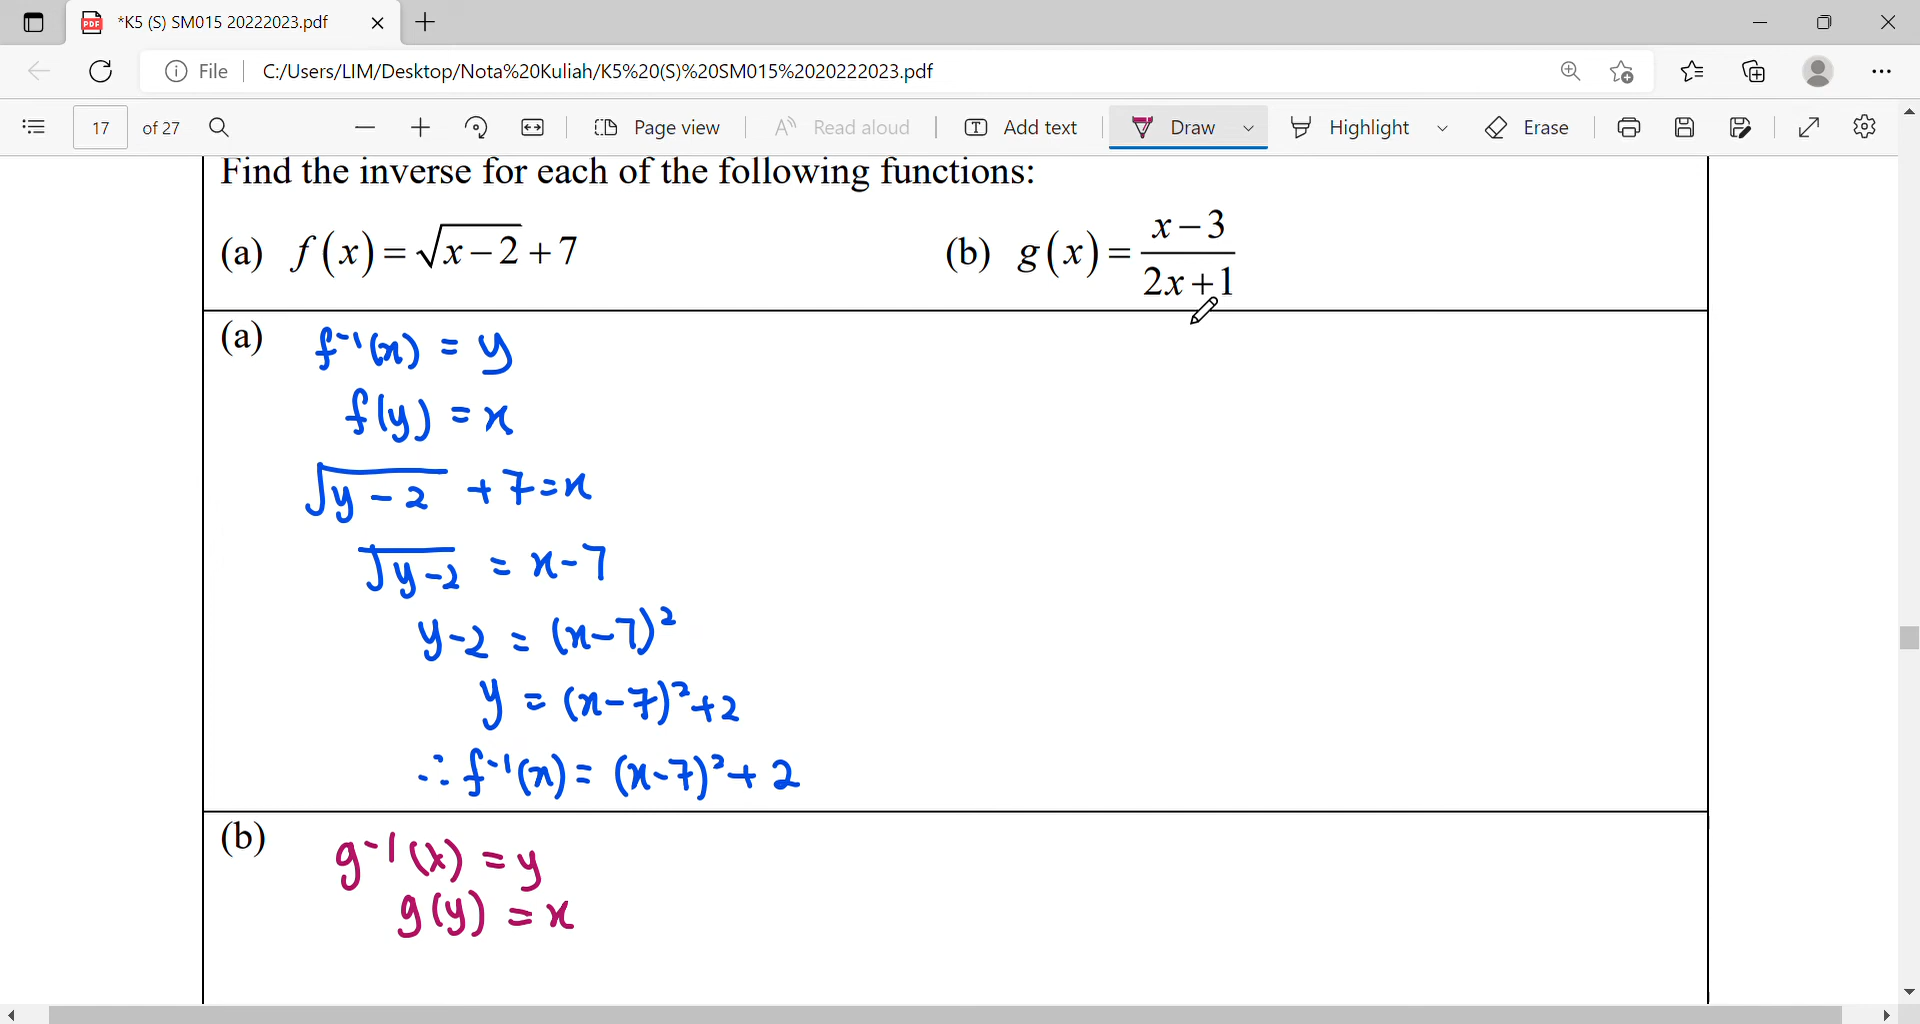 *K5 (S) SM015 20222023.pdf
File C:/Users/LIM/Desktop/Nota%20Kuliah/K5%20(S)%20SM015%2020222023.pdf
17 of 27 Page view Read aloud Add text Draw Highlight Erase
Find the inverse for each of the following functions:
(a) f(x) = √(x−2) + 7 (b) g(x) = (x−3)/(2x+1)
(a) f⁻¹(x) = y
f(y) = x
√(y−2) + 7 = x
√(y−2) = x−7
y−2 = (x−7)²
y = (x−7)²+2
∴ f⁻¹(x) = (x−7)²+2
(b) g⁻¹(x) = y
g(y) = x